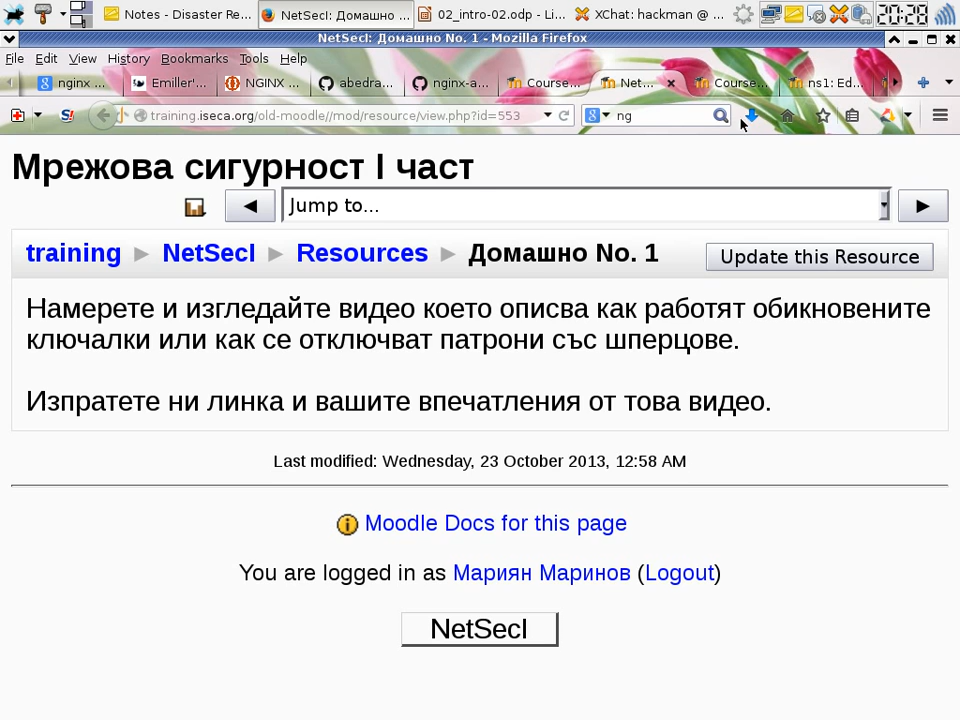 Notes - Disaster Re...
NetSecI: Домашно ...
02_intro-02.odp - Li...
XChat: hackman @ ...
20:20
NetSecI: Домашно No. 1 - Mozilla Firefox
File Edit View History Bookmarks Tools Help
nginx ...
Emiller'...
NGINX ...
abedra...
nginx-a...
Course...
Net...
Course...
ns1: Ed...
training.iseca.org/old-moodle//mod/resource/view.php?id=553
ng
Мрежова сигурност I част
Jump to...
training ► NetSecI ► Resources ► Домашно No. 1
Update this Resource
Намерете и изгледайте видео което описва как работят обикновените
ключалки или как се отключват патрони със шперцове.
Изпратете ни линка и вашите впечатления от това видео.
Last modified: Wednesday, 23 October 2013, 12:58 AM
Moodle Docs for this page
You are logged in as Мариян Маринов (Logout)
NetSecI